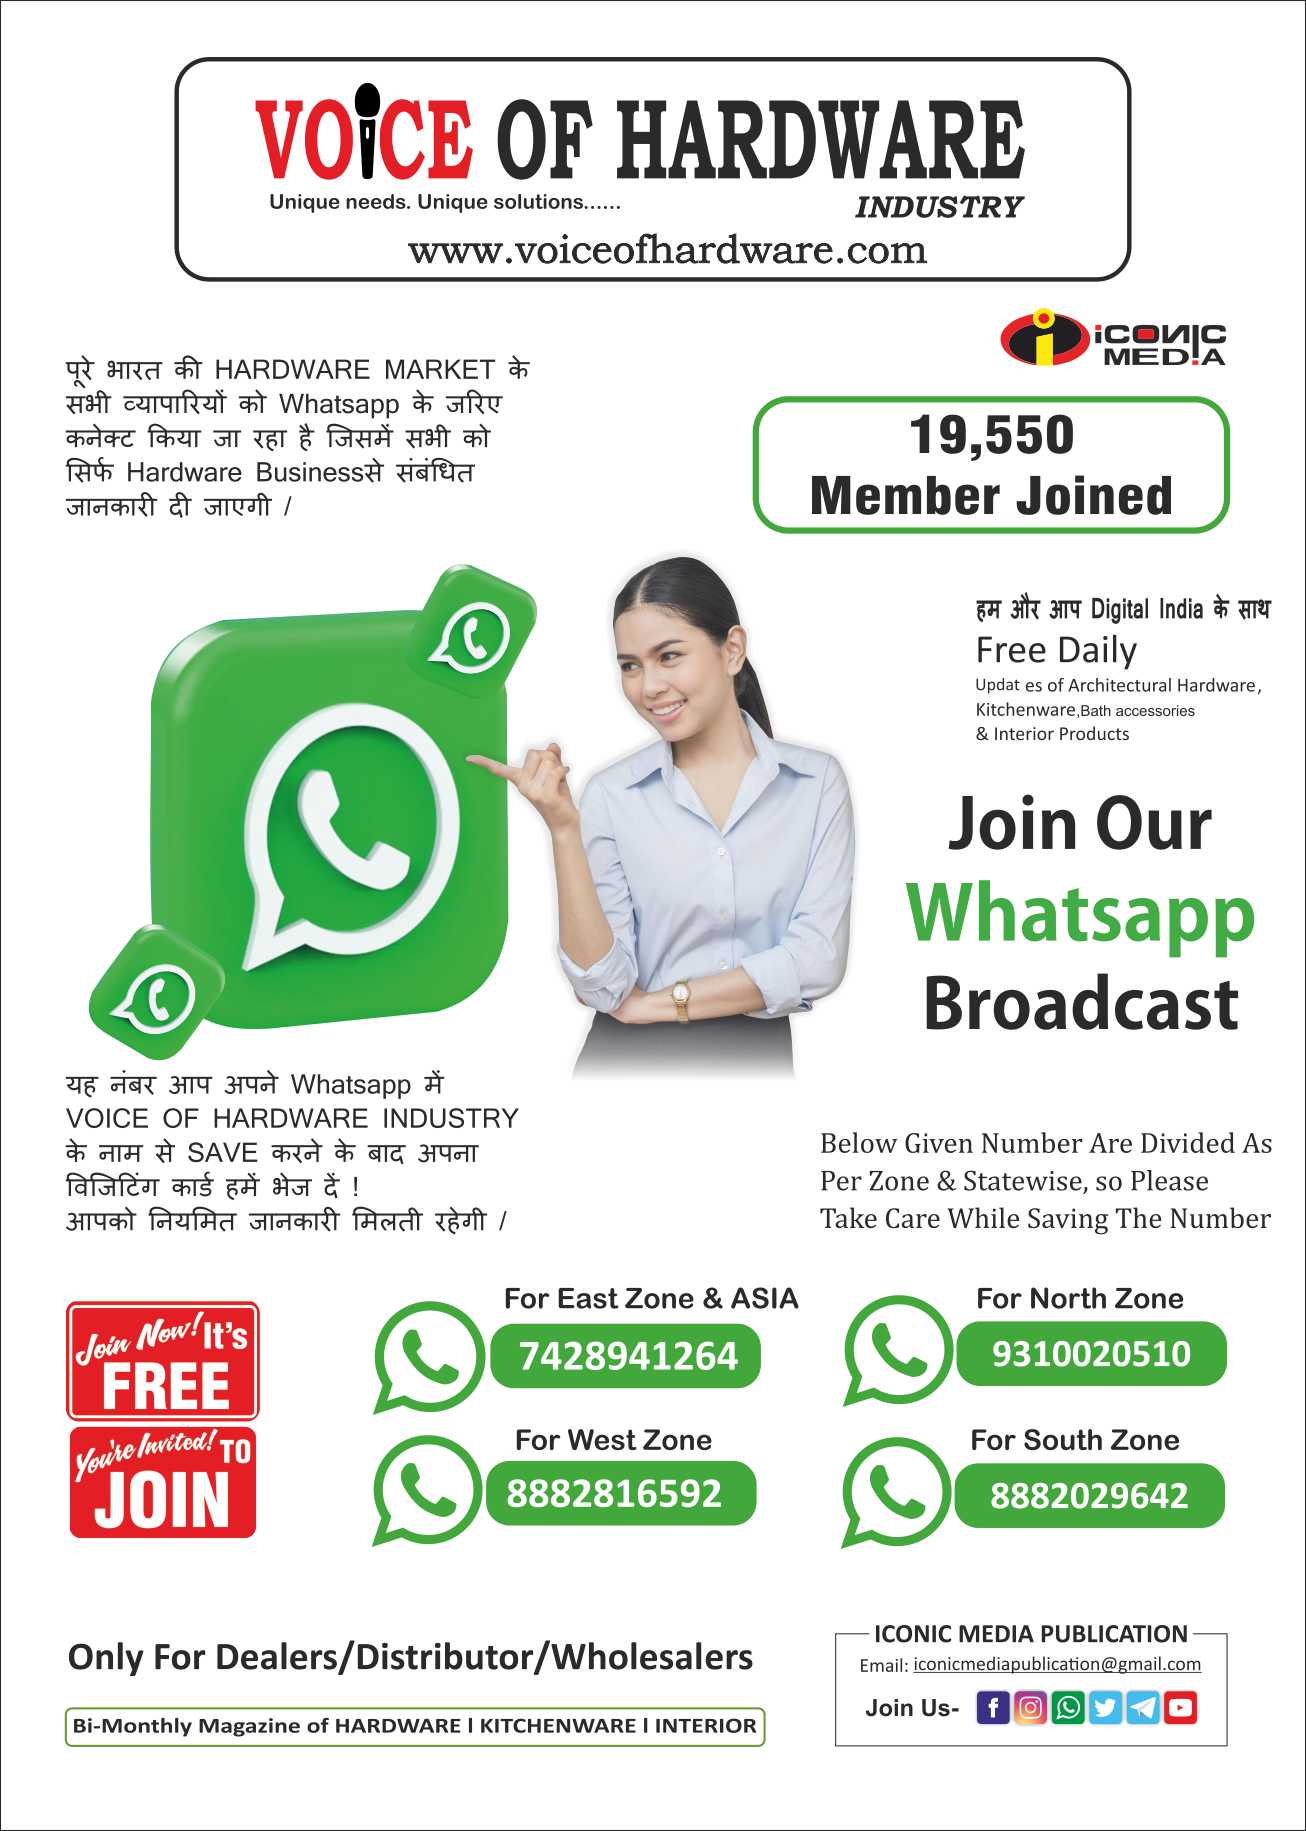 VOiCE OF HARDWARE
Unique needs. Unique solutions......
INDUSTRY
www.voiceofhardware.com
iCONIC
MEDIA
पूरे भारत की HARDWARE MARKET के
सभी व्यापारियों को Whatsapp के जरिए
कनेक्ट किया जा रहा है जिसमें सभी को
सिर्फ Hardware Businessसे संबंधित
जानकारी दी जाएगी /
19,550
Member Joined
हम और आप Digital India के साथ
Free Daily
Updat es of Architectural Hardware,
Kitchenware,Bath accessories
& Interior Products
Join Our
Whatsapp
Broadcast
यह नंबर आप अपने Whatsapp में
VOICE OF HARDWARE INDUSTRY
के नाम से SAVE करने के बाद अपना
विजिटिंग कार्ड हमें भेज दें !
आपको नियमित जानकारी मिलती रहेगी /
Below Given Number Are Divided As
Per Zone & Statewise, so Please
Take Care While Saving The Number
Join Now! It's
FREE
You're Invited! TO
JOIN
For East Zone & ASIA
7428941264
For North Zone
9310020510
For West Zone
8882816592
For South Zone
8882029642
Only For Dealers/Distributor/Wholesalers
Bi-Monthly Magazine of HARDWARE l KITCHENWARE l INTERIOR
ICONIC MEDIA PUBLICATION
Email: iconicmediapublication@gmail.com
Join Us-